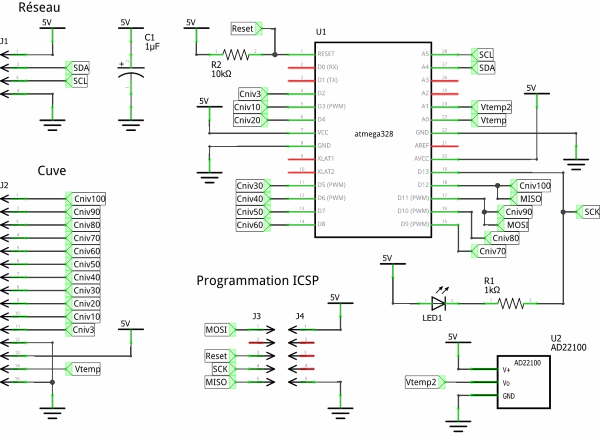 Réseau
J1
5V
SDA
SCL
5V
C1
1µF
5V
Reset
R2
10kΩ
U1
atmega328
RESET
D0 (RX)
D1 (TX)
D2
D3 (PWM)
D4
VCC
GND
XLAT1
XLAT2
D5 (PWM)
D6 (PWM)
D7
D8
A5
A4
A3
A2
A1
A0
GND
AREF
AVCC
D13
D12
D11 (PWM)
D10 (PWM)
D9 (PWM)
Cniv3
Cniv10
Cniv20
5V
Cniv30
Cniv40
Cniv50
Cniv60
SCL
SDA
Vtemp2
Vtemp
5V
Cniv100
MISO
Cniv90
MOSI
Cniv80
Cniv70
SCK
Cuve
J2
Cniv100
Cniv90
Cniv80
Cniv70
Cniv60
Cniv50
Cniv40
Cniv30
Cniv20
Cniv10
Cniv3
5V
Vtemp
Programmation ICSP
J3
J4
5V
MOSI
Reset
SCK
MISO
5V
LED1
R1
1kΩ
5V
U2
AD22100
AD22100
V+
Vo
GND
Vtemp2